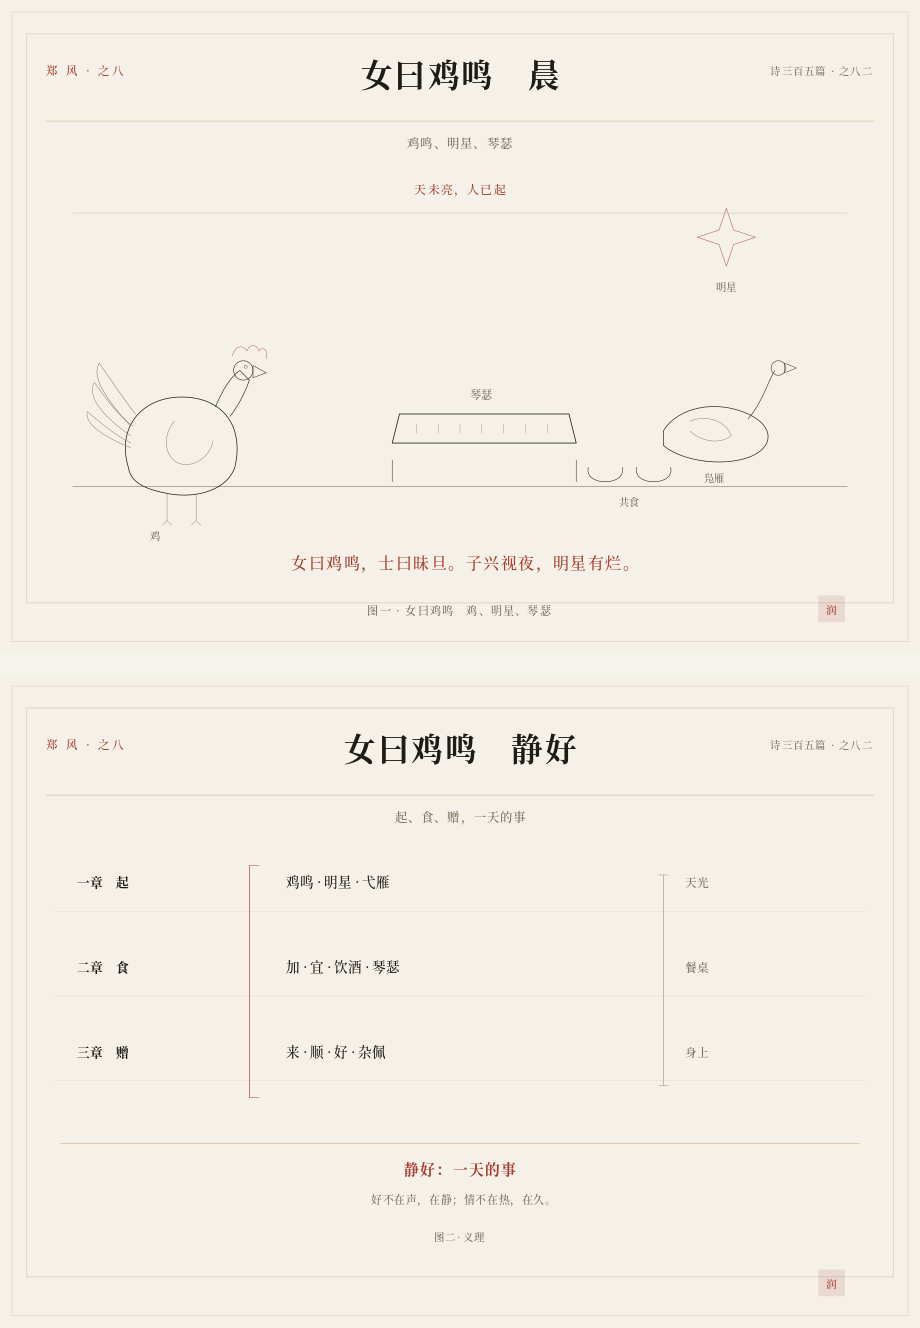 郑风·之八
女曰鸡鸣 晨
诗三百五篇·之八二
鸡鸣、明星、琴瑟
天未亮，人已起
明星
琴瑟
凫雁
共食
鸡
女曰鸡鸣，士曰昧旦。子兴视夜，明星有烂。
图一·女曰鸡鸣 鸡、明星、琴瑟
润
郑风·之八
女曰鸡鸣 静好
诗三百五篇·之八二
起、食、赠，一天的事
一章 起 鸡鸣·明星·弋雁 天光
二章 食 加·宜·饮酒·琴瑟 餐桌
三章 赠 来·顺·好·杂佩 身上
静好：一天的事
好不在声，在静；情不在热，在久。
图二·义理
润